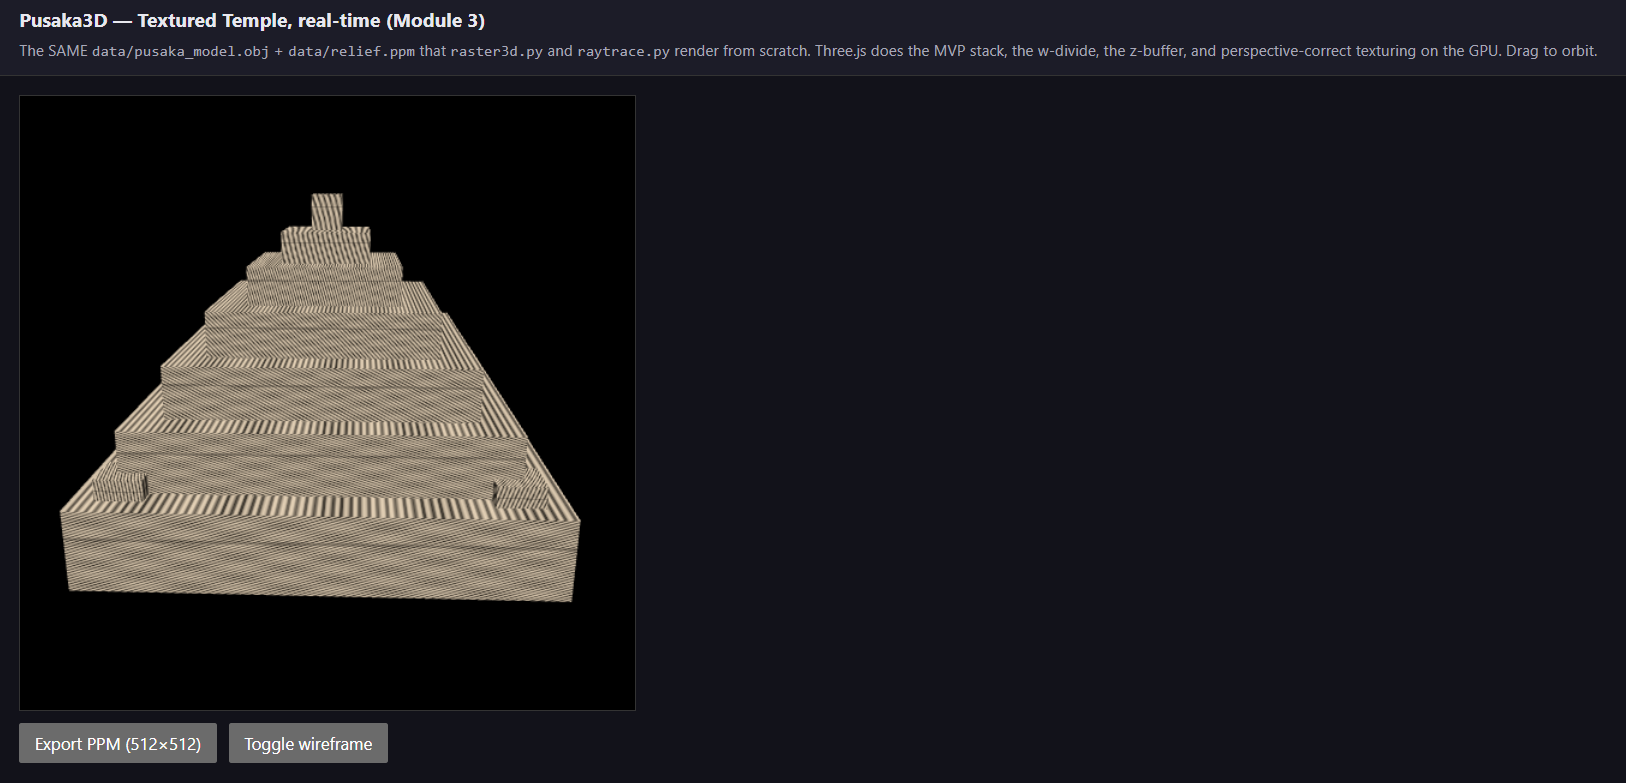 Pusaka3D — Textured Temple, real-time (Module 3)
The SAME data/pusaka_model.obj + data/relief.ppm that raster3d.py and raytrace.py render from scratch. Three.js does the MVP stack, the w-divide, the z-buffer, and perspective-correct texturing on the GPU. Drag to orbit.
Export PPM (512×512)
Toggle wireframe